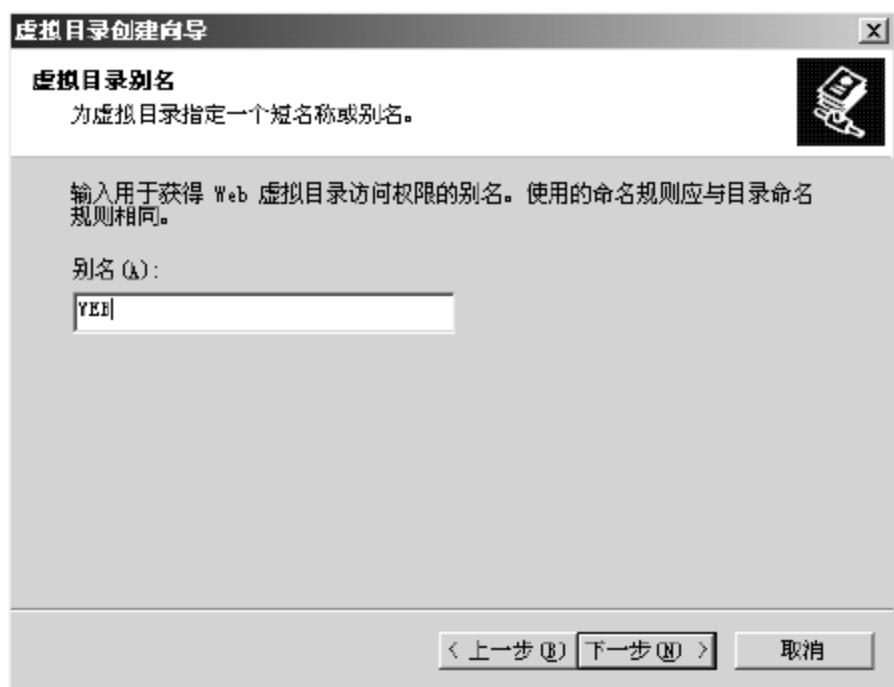 虚拟目录创建向导
虚拟目录别名
为虚拟目录指定一个短名称或别名。
输入用于获得 Web 虚拟目录访问权限的别名。使用的命名规则应与目录命名
规则相同。
别名(A):
YEB
< 上一步(B) 下一步(N) > 取消